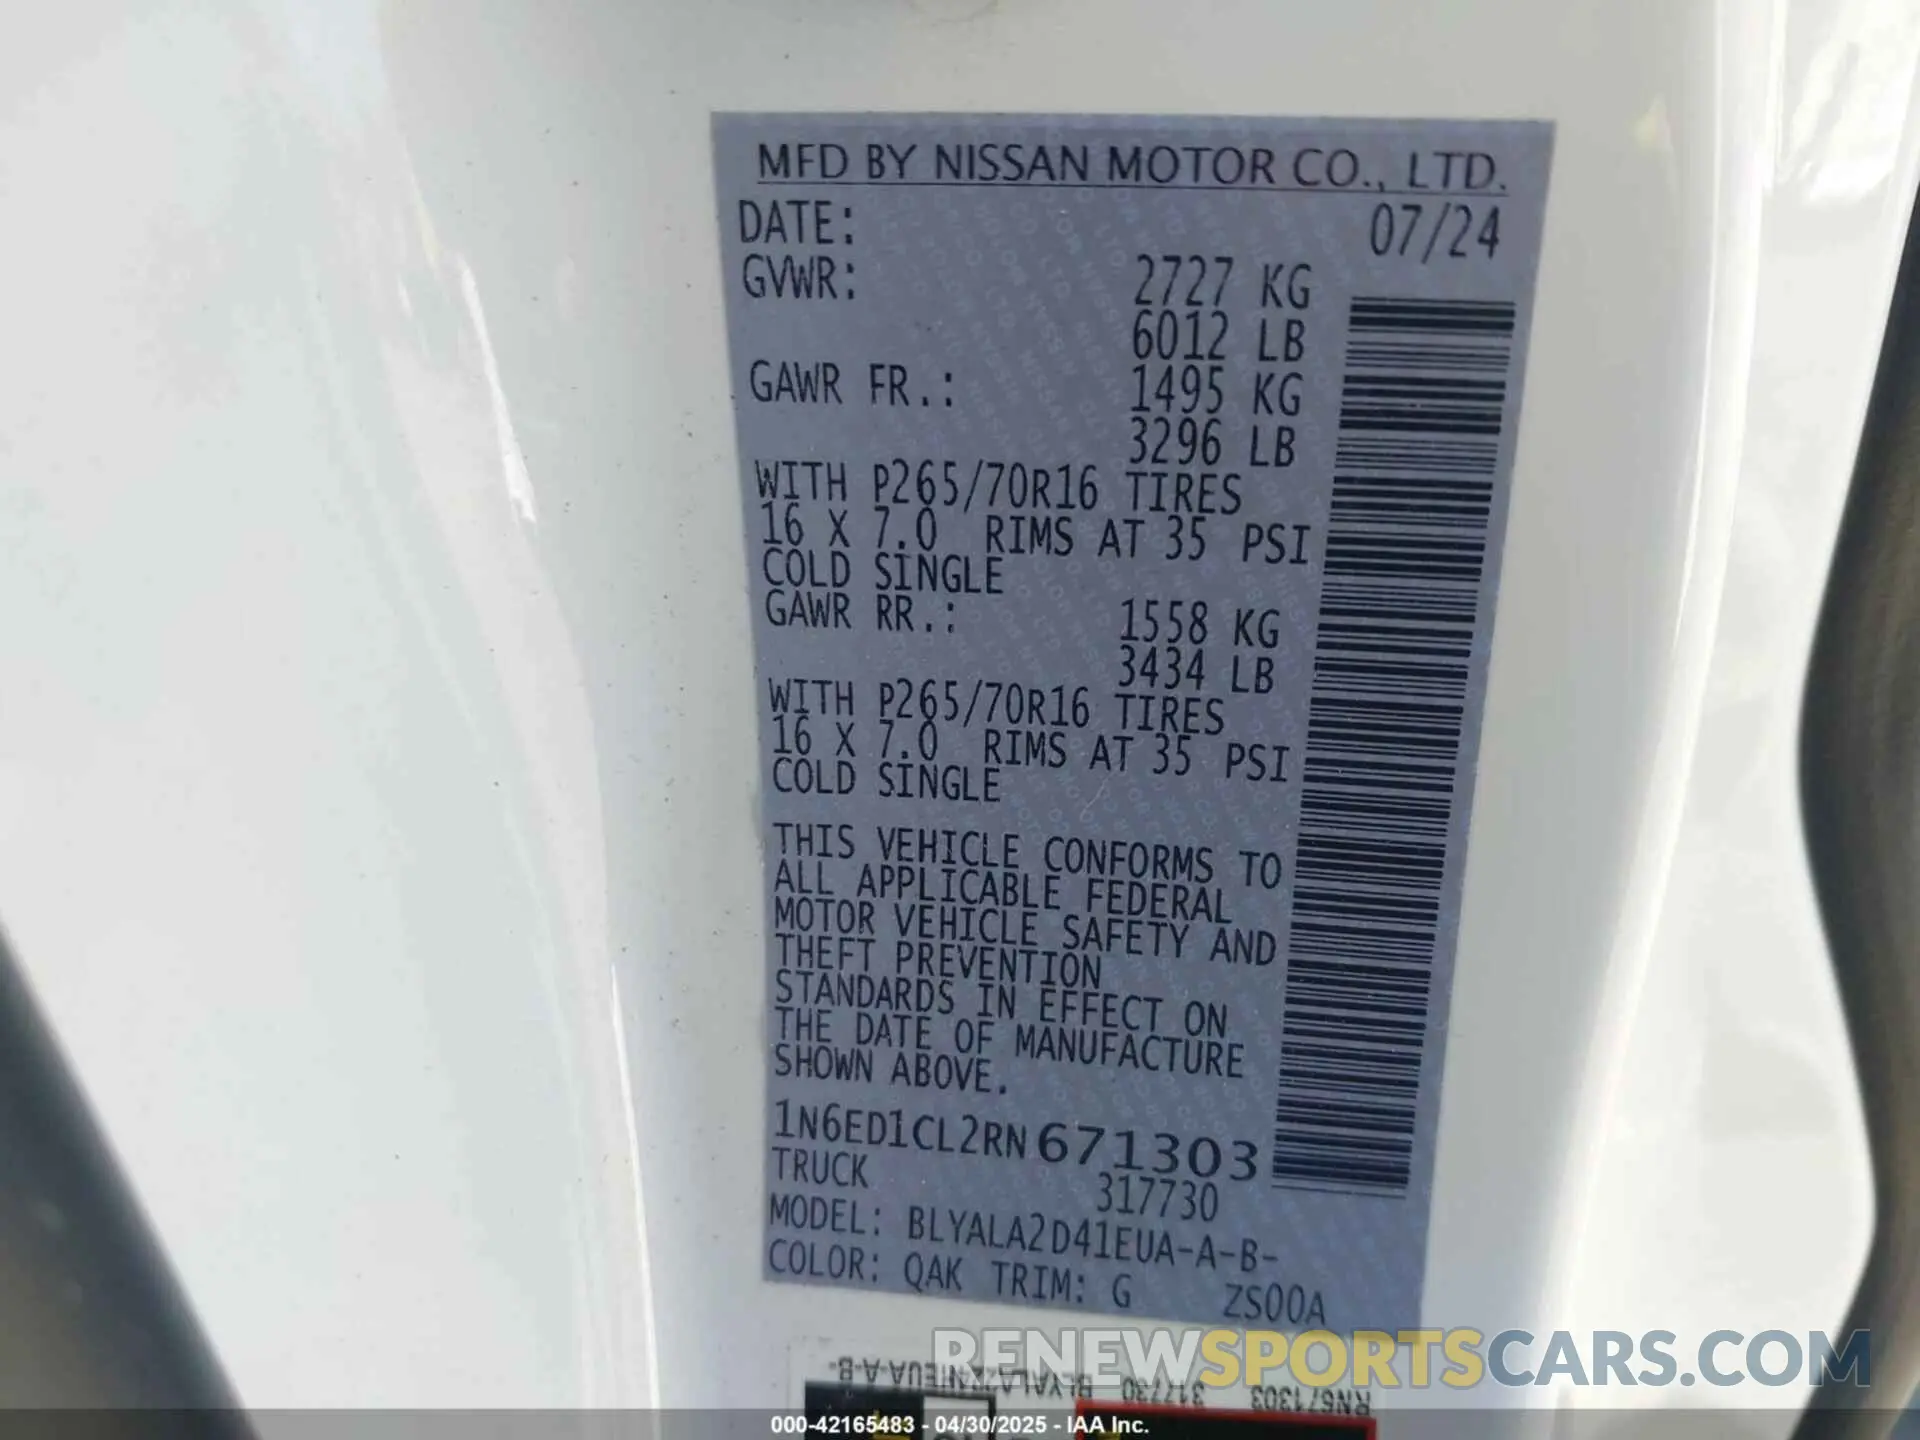 MFD BY NISSAN MOTOR CO., LTD.
DATE: 07/24
GVWR: 2727 KG
6012 LB
GAWR FR.: 1495 KG
3296 LB
WITH P265/70R16 TIRES
16 X 7.0 RIMS AT 35 PSI
COLD SINGLE
GAWR RR.: 1558 KG
3434 LB
WITH P265/70R16 TIRES
16 X 7.0 RIMS AT 35 PSI
COLD SINGLE
THIS VEHICLE CONFORMS TO
ALL APPLICABLE FEDERAL
MOTOR VEHICLE SAFETY AND
THEFT PREVENTION
STANDARDS IN EFFECT ON
THE DATE OF MANUFACTURE
SHOWN ABOVE.
1N6ED1CL2RN671303
TRUCK 317730
MODEL: BLYALA2D41EUA-A-B-
COLOR: QAK TRIM: G ZS00A
RENEWSPORTSCARS.COM
RN671303 317730
000-42165483 - 04/30/2025 - IAA Inc.